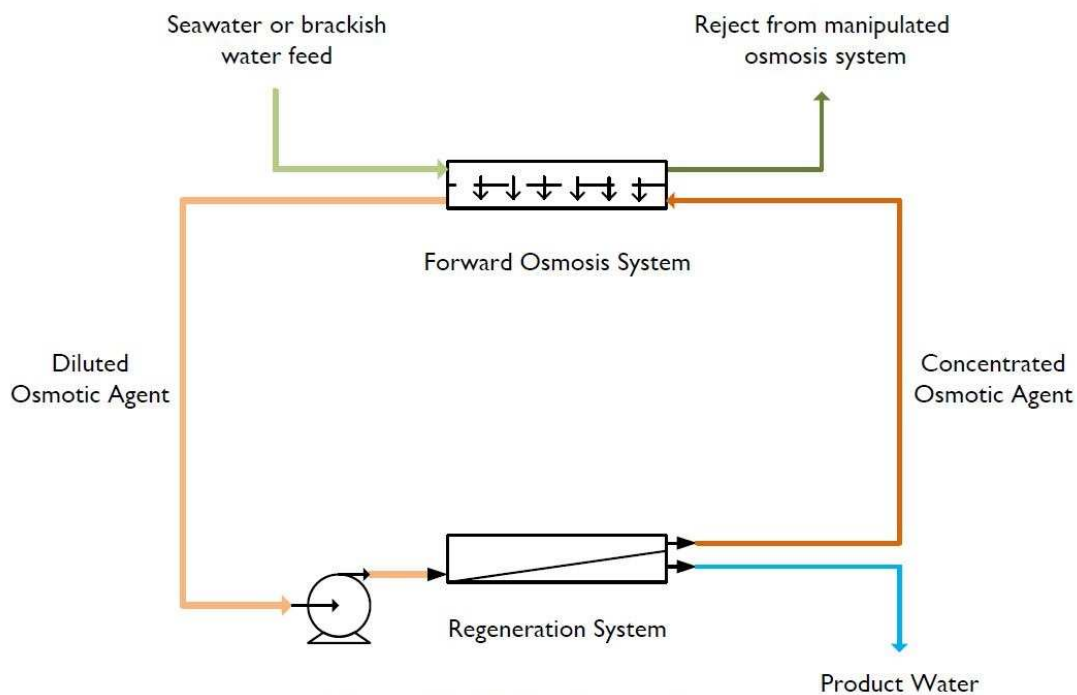 Seawater or brackish
water feed
Reject from manipulated
osmosis system
Forward Osmosis System
Diluted
Osmotic Agent
Concentrated
Osmotic Agent
Regeneration System
Product Water